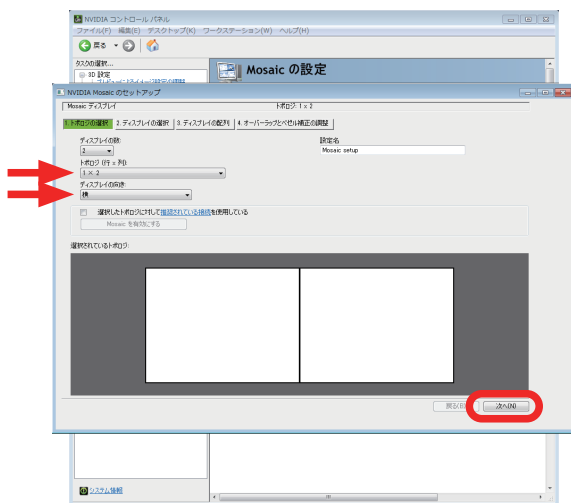 NVIDIA コントロール パネル
ファイル(F) 編集(E) デスクトップ(K) ワークステーション(W) ヘルプ(H)
戻る
タスクの選択...
3D 設定
Mosaic の設定
NVIDIA Mosaic のセットアップ
Mosaic ディスプレイ
トポロジ: 1 x 2
1. トポロジの選択 2. ディスプレイの選択 3. ディスプレイの配列 4. オーバーラップとベゼル補正の調整
ディスプレイの数:
2
設定名
Mosaic setup
トポロジ (行 x 列):
1 × 2
ディスプレイの向き:
横
選択したトポロジに対して推奨されている接続を使用している
Mosaic を有効にする
選択されているトポロジ:
戻る(B)
次へ(N)
システム情報